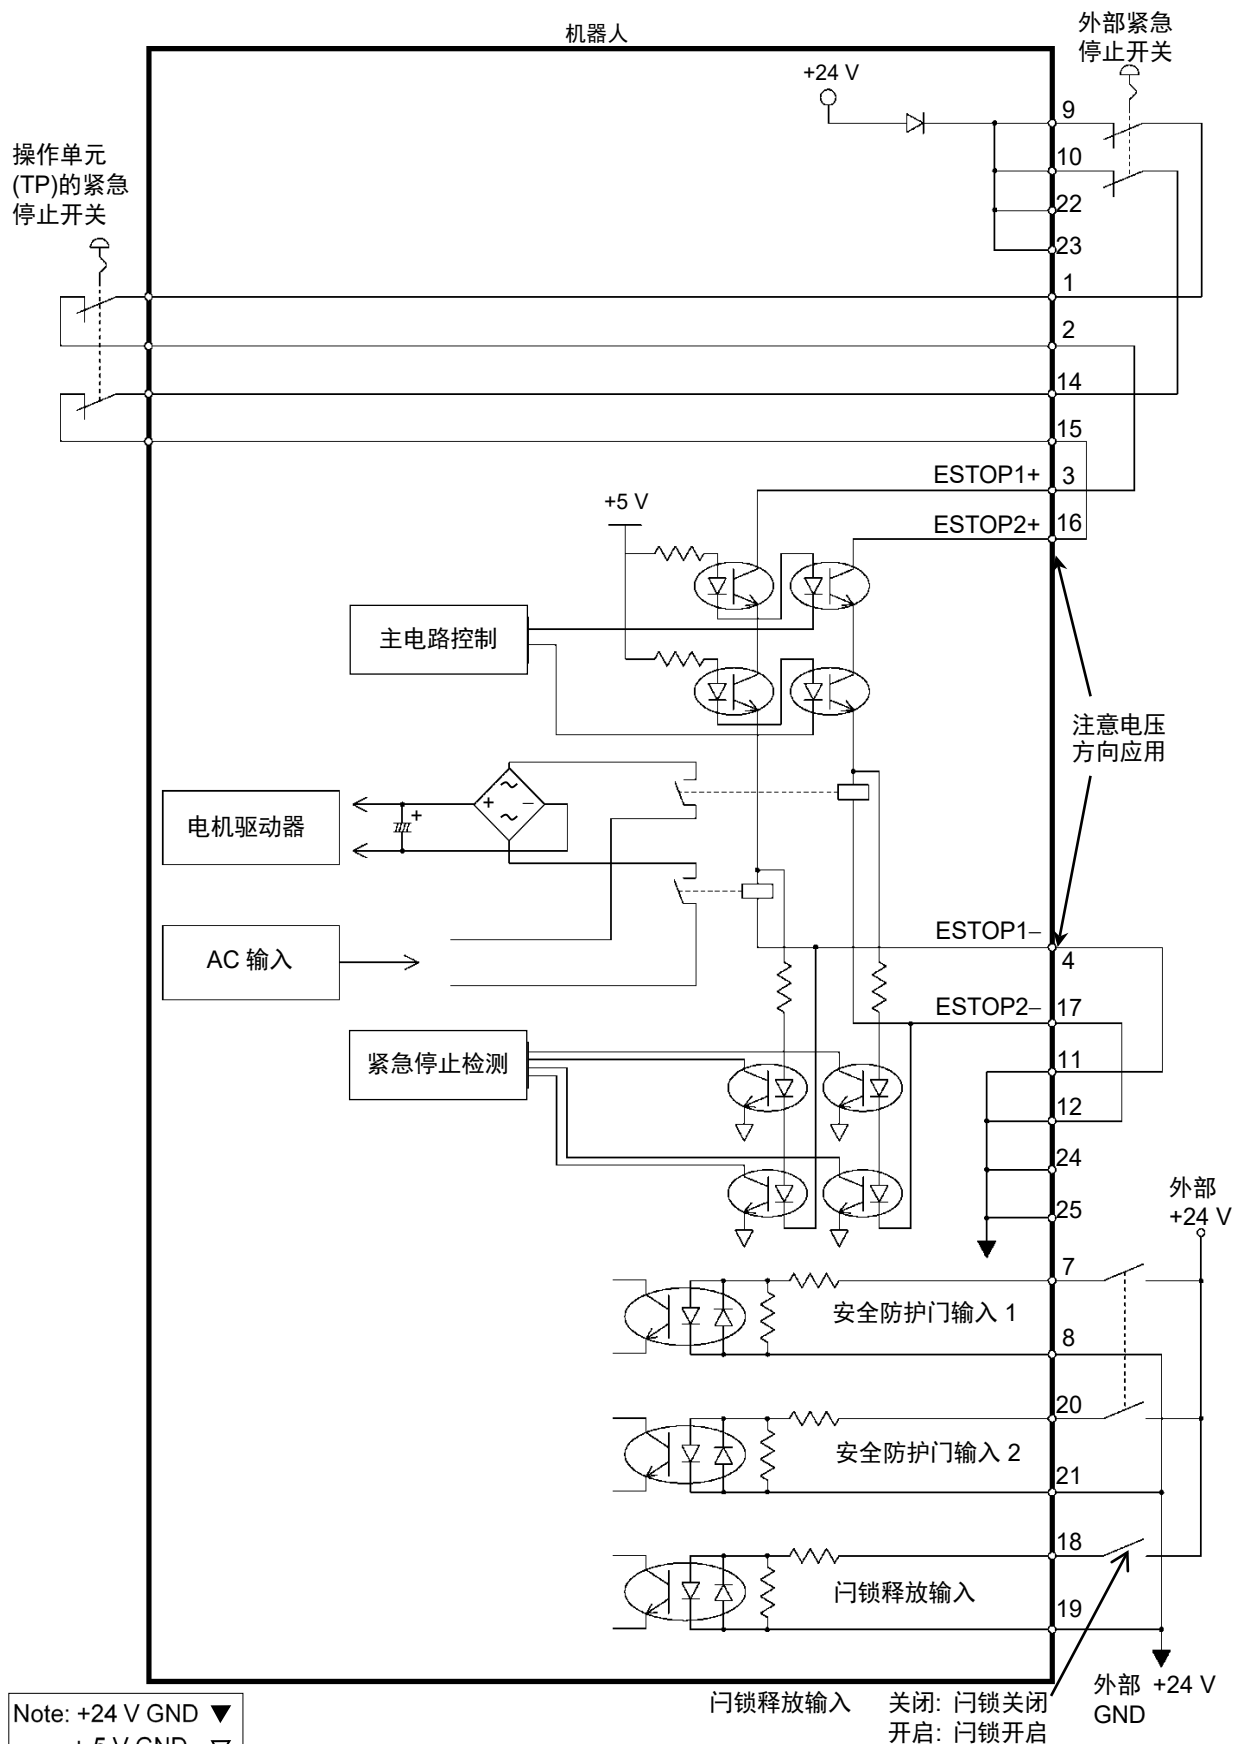 机器人
外部紧急
停止开关
+24 V
9
10
22
23
操作单元
(TP)的紧急
停止开关
1
2
14
15
ESTOP1+ 3
+5 V
ESTOP2+ 16
主电路控制
注意电压
方向应用
电机驱动器
+
+
−
ESTOP1−
4
AC 输入
ESTOP2− 17
紧急停止检测
11
12
24
25
外部
+24 V
7
安全防护门输入 1
8
20
安全防护门输入 2
21
18
闩锁释放输入
19
外部 +24 V
GND
闩锁释放输入 关闭: 闩锁关闭
开启: 闩锁开启
Note: +24 V GND ▼
+ 5 V GND ▽